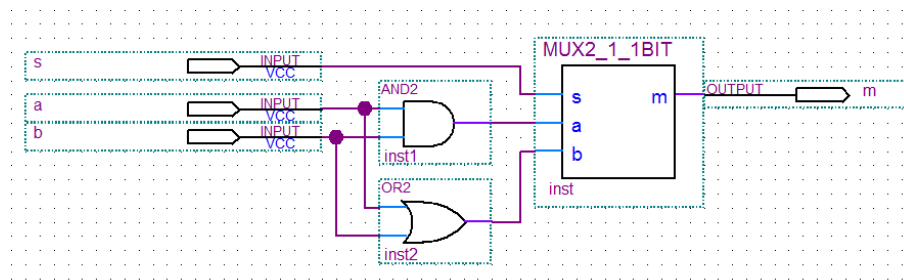 MUX2_1_1BIT
s INPUT
VCC
AND2
a INPUT
VCC
b INPUT
VCC
inst1
s m
a
b
inst
OUTPUT m
OR2
inst2